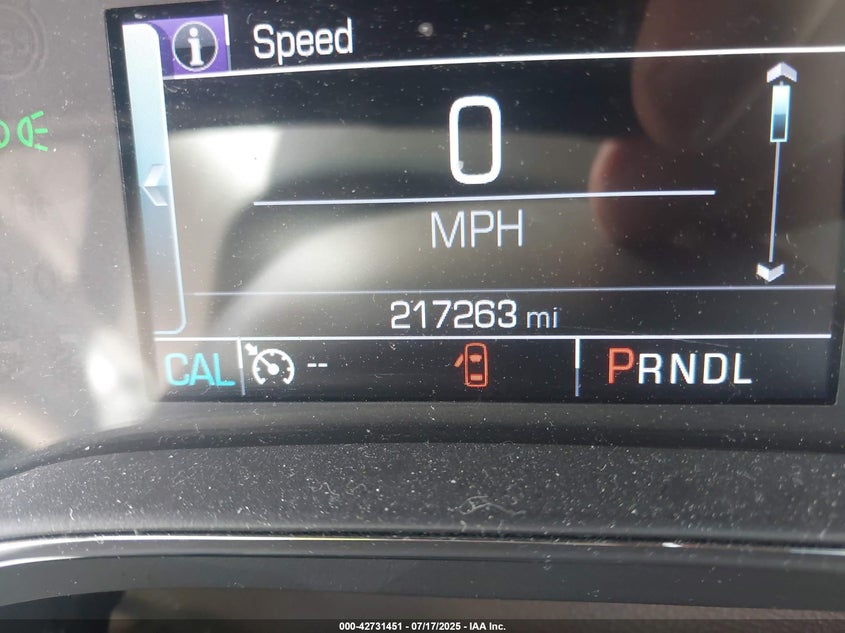 Speed
0
MPH
217263 mi
CAL -- PRNDL
000-42731451 - 07/17/2025 - IAA Inc.